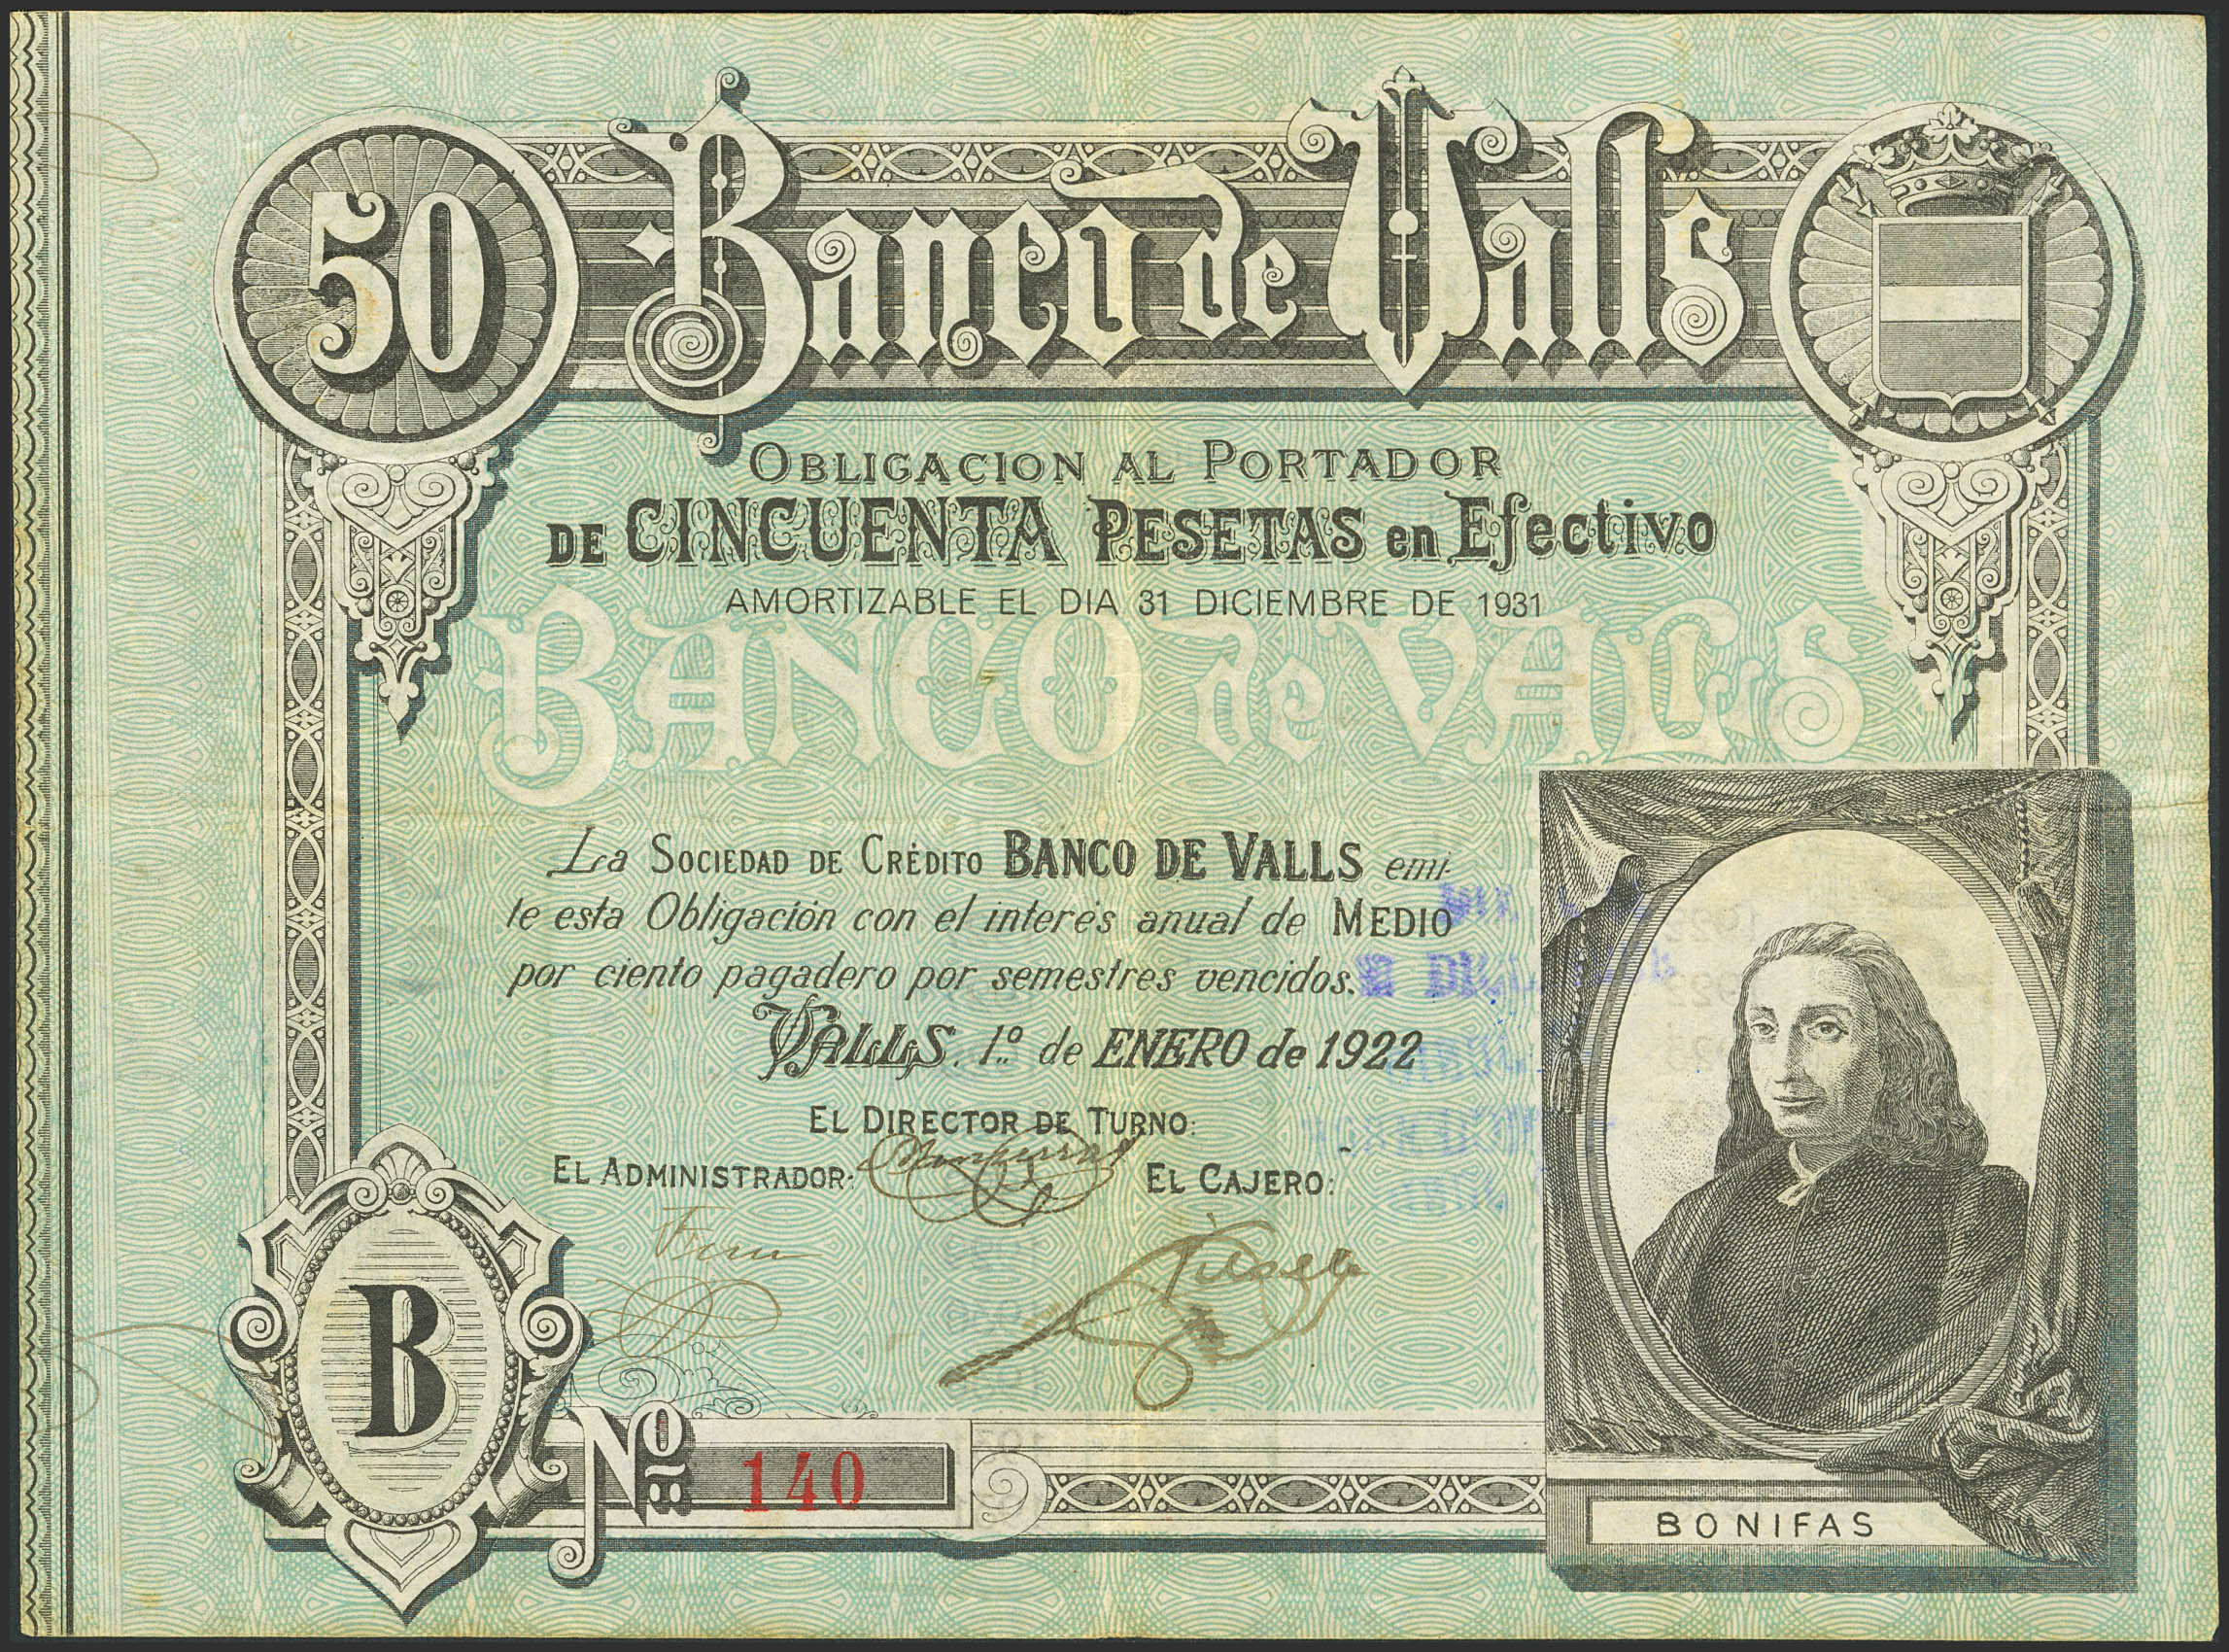 50
Banco de Valls
OBLIGACION AL PORTADOR
DE CINCUENTA PESETAS en Efectivo
AMORTIZABLE EL DIA 31 DICIEMBRE DE 1931
BANCO de VALLS
La SOCIEDAD DE CRÉDITO BANCO DE VALLS emi-
te esta Obligación con el interés anual de MEDIO
por ciento pagadero por semestres vencidos.
VALLS, 1.º de ENERO de 1922
EL DIRECTOR DE TURNO:
EL ADMINISTRADOR: EL CAJERO:
B
Nº 140
BONIFAS